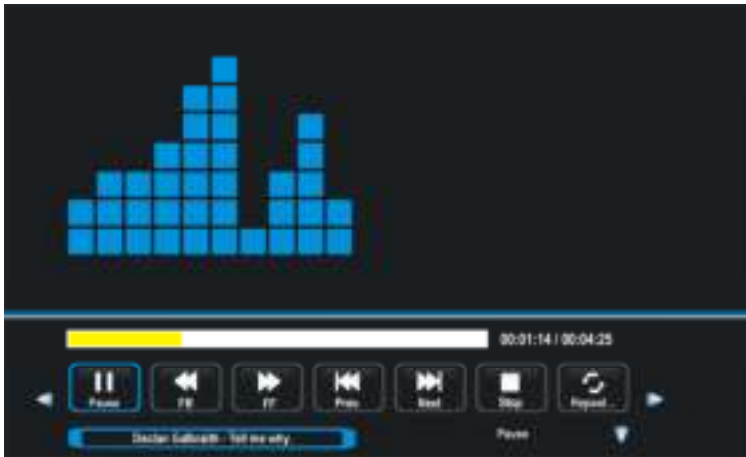 00:01:14 / 00:04:25
Pause FB FF Prev. Next Stop Repeat...
Declan Galbraith - Tell me why. Pause